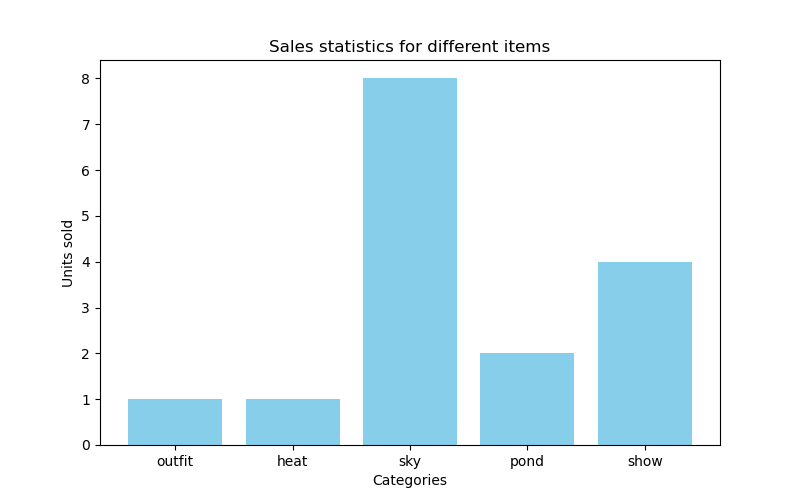 Sales statistics for different items
Units sold
8
7
6
5
4
3
2
1
0
outfit heat sky pond show
Categories